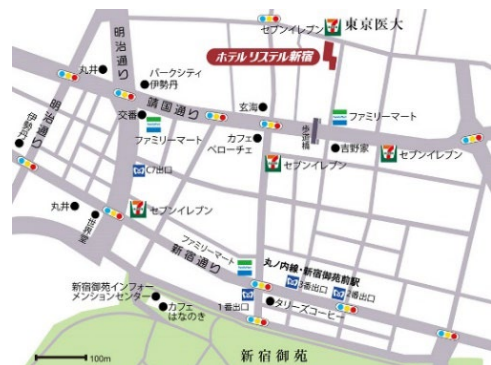 セブンイレブン
東京医大
ホテル リステル新宿
明治通り
丸井
パークシティ
伊勢丹
靖国通り
玄海
ファミリーマート
明治通り
伊勢丹
交番
ファミリーマート
カフェ
ベローチェ
歩道橋
吉野家
セブンイレブン
セブンイレブン
C7出口
丸井
世界堂
セブンイレブン
新宿通り
ファミリーマート
丸ノ内線・新宿御苑前駅
1番出口
3番出口
2番出口
タリーズコーヒー
新宿御苑インフォー
メンションセンター
カフェ
はなのき
新宿御苑
100m